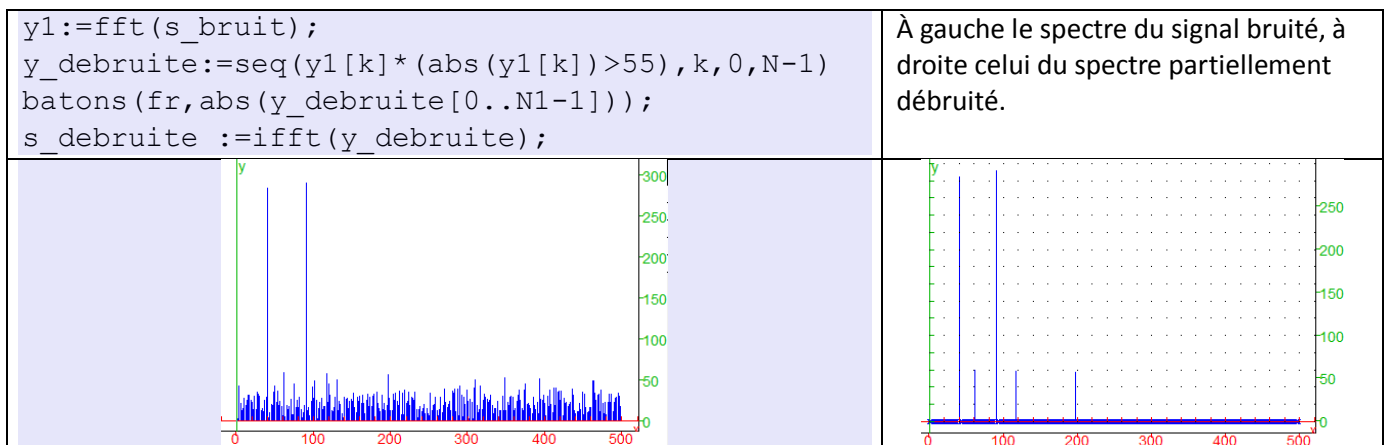 y1:=fft(s_bruit);
y_debruite:=seq(y1[k]*(abs(y1[k])>55),k,0,N-1)
batons(fr,abs(y_debruite[0..N1-1]));
s_debruite :=ifft(y_debruite);
À gauche le spectre du signal bruité, à
droite celui du spectre partiellement
débruité.
y
300
250
200
150
100
50
0
0 100 200 300 400 500
x
y
250
200
150
100
50
0
0 100 200 300 400 500
x